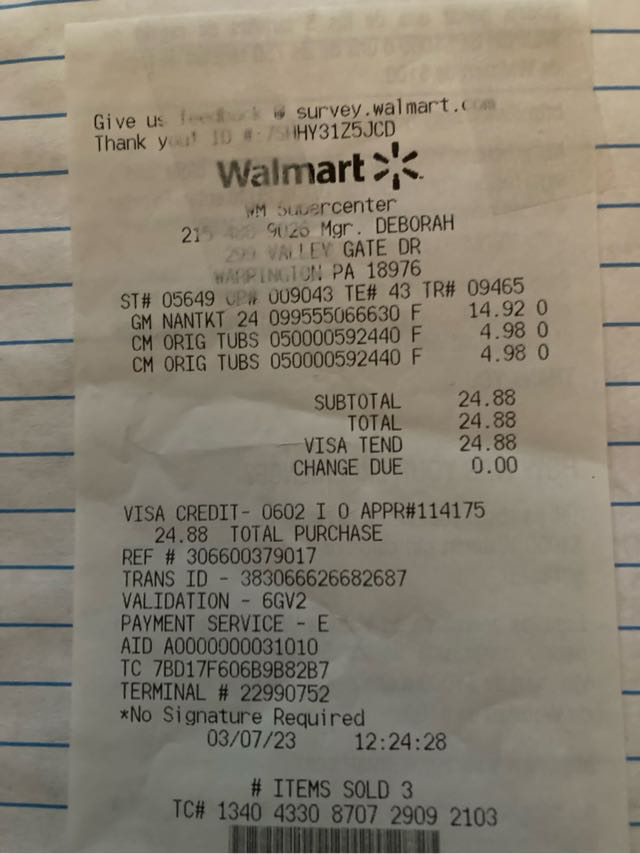 Give us feedback @ survey.walmart.com
Thank you! ID #: HY31Z5JCD
Walmart
WM Supercenter
215 9026 Mgr. DEBORAH
299 VALLEY GATE DR
WARRINGTON PA 18976
ST# 05649 OP# 009043 TE# 43 TR# 09465
GM NANTKT 24 099555066630 F 14.92 O
CM ORIG TUBS 050000592440 F 4.98 O
CM ORIG TUBS 050000592440 F 4.98 O
SUBTOTAL 24.88
TOTAL 24.88
VISA TEND 24.88
CHANGE DUE 0.00
VISA CREDIT- 0602 I 0 APPR#114175
24.88 TOTAL PURCHASE
REF # 306600379017
TRANS ID - 383066626682687
VALIDATION - 6GV2
PAYMENT SERVICE - E
AID A0000000031010
TC 7BD17F606B9B82B7
TERMINAL # 22990752
*No Signature Required
03/07/23 12:24:28
# ITEMS SOLD 3
TC# 1340 4330 8707 2909 2103